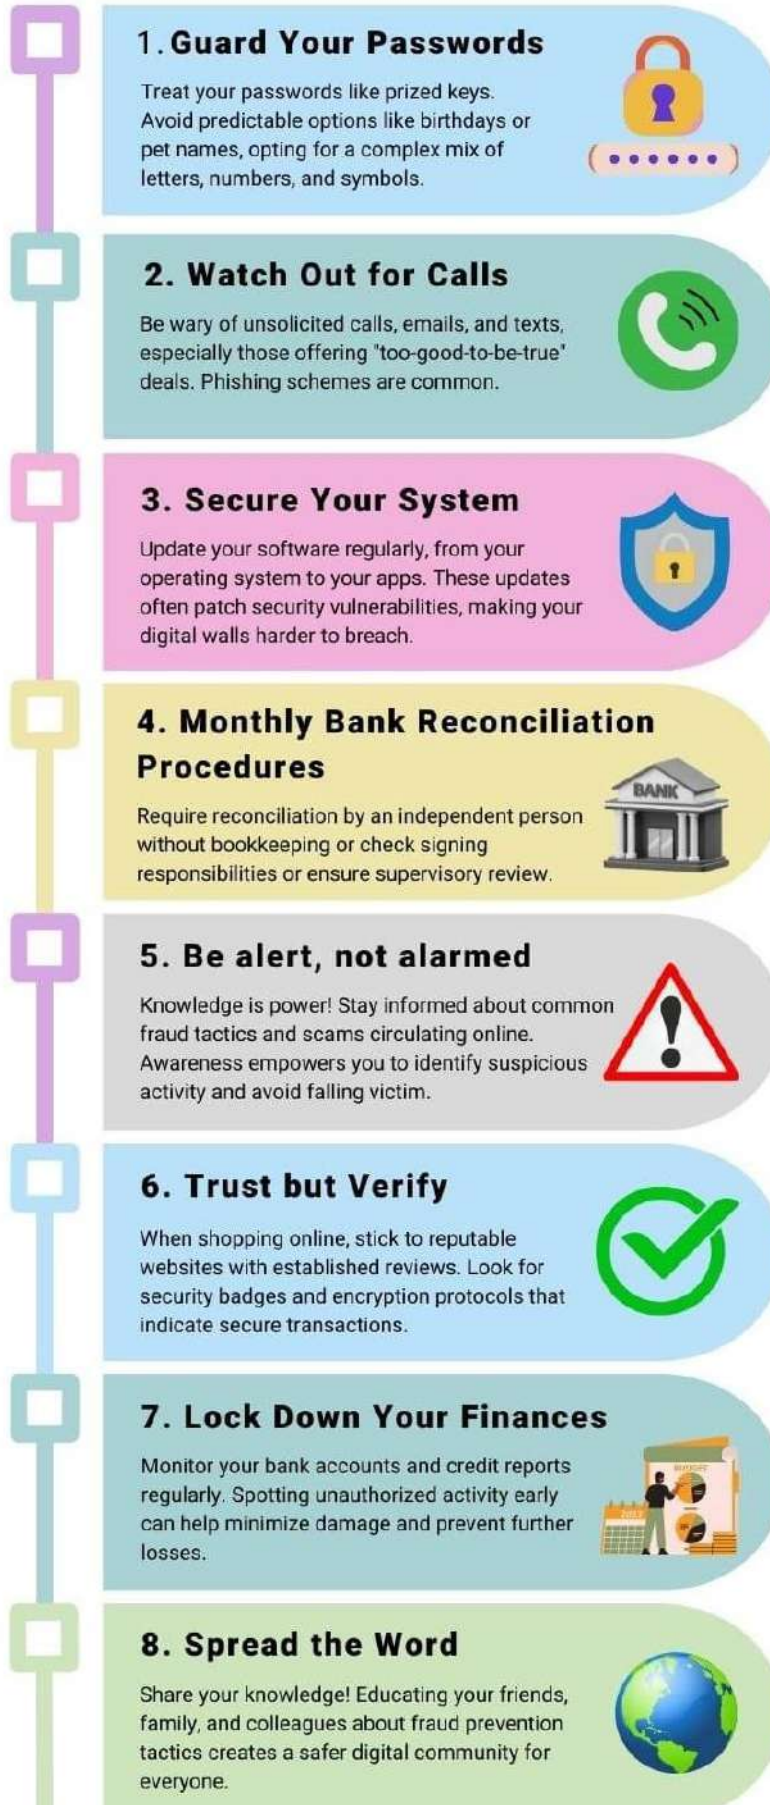 1. Guard Your Passwords
Treat your passwords like prized keys.
Avoid predictable options like birthdays or
pet names, opting for a complex mix of
letters, numbers, and symbols.
2. Watch Out for Calls
Be wary of unsolicited calls, emails, and texts,
especially those offering "too-good-to-be-true"
deals. Phishing schemes are common.
3. Secure Your System
Update your software regularly, from your
operating system to your apps. These updates
often patch security vulnerabilities, making your
digital walls harder to breach.
4. Monthly Bank Reconciliation
Procedures
BANK
Require reconciliation by an independent person
without bookkeeping or check signing
responsibilities or ensure supervisory review.
5. Be alert, not alarmed
Knowledge is power! Stay informed about common
fraud tactics and scams circulating online.
Awareness empowers you to identify suspicious
activity and avoid falling victim.
6. Trust but Verify
When shopping online, stick to reputable
websites with established reviews. Look for
security badges and encryption protocols that
indicate secure transactions.
7. Lock Down Your Finances
Monitor your bank accounts and credit reports
regularly. Spotting unauthorized activity early
can help minimize damage and prevent further
losses.
8. Spread the Word
Share your knowledge! Educating your friends,
family, and colleagues about fraud prevention
tactics creates a safer digital community for
everyone.